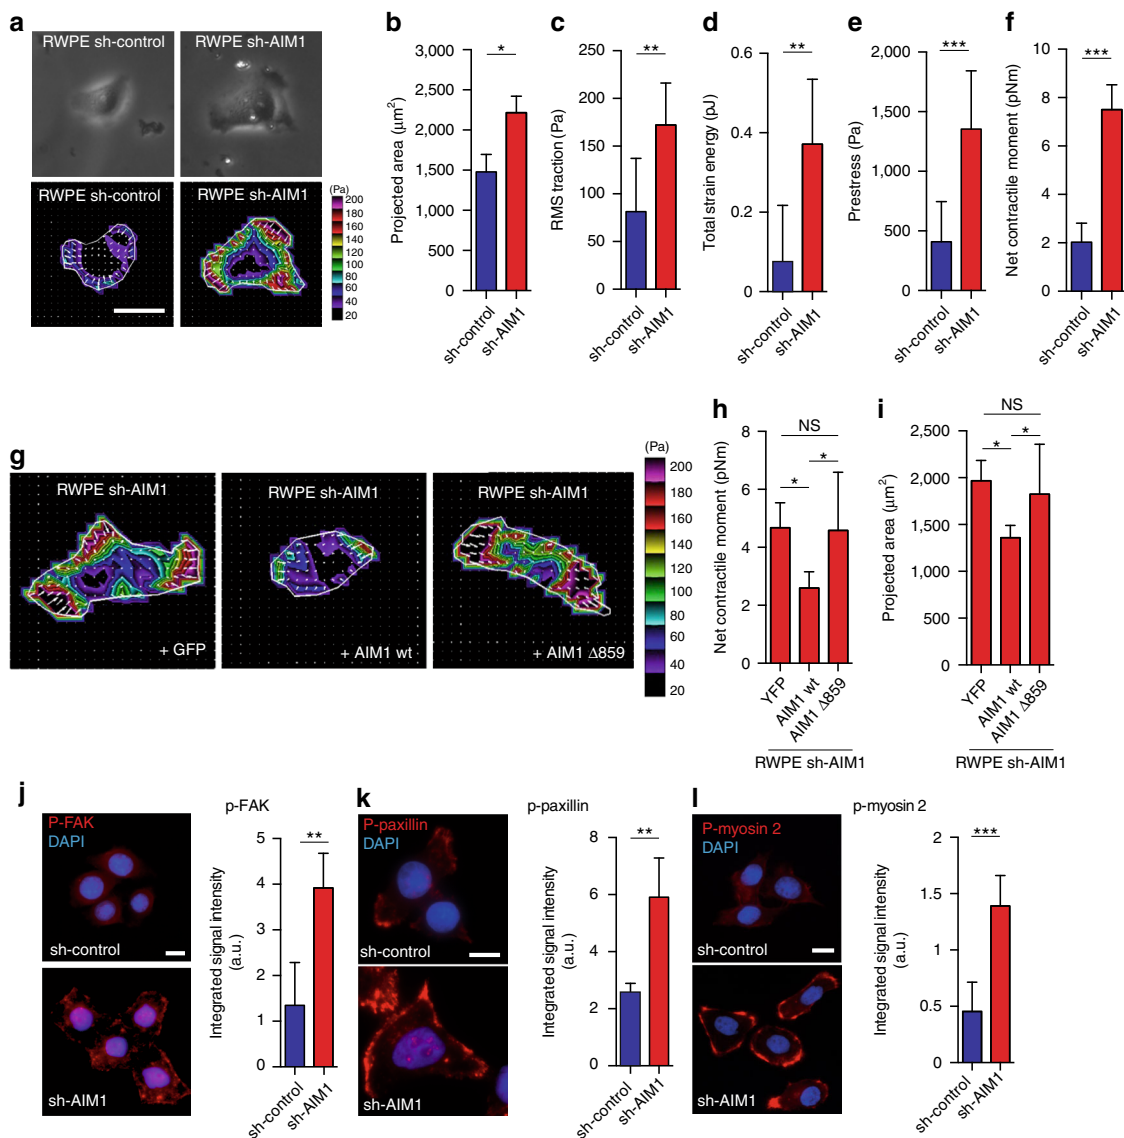 a
RWPE sh-control
RWPE sh-AIM1
RWPE sh-control
RWPE sh-AIM1
(Pa)
200
180
160
140
120
100
80
60
40
20
b
Projected area (μm²)
3,000
2,500
2,000
1,500
1,000
500
0
*
sh-control
sh-AIM1
c
RMS traction (Pa)
250
200
150
100
50
0
**
sh-control
sh-AIM1
d
Total strain energy (pJ)
0.6
0.4
0.2
0
**
sh-control
sh-AIM1
e
Prestress (Pa)
2,000
1,500
1,000
500
0
***
sh-control
sh-AIM1
f
Net contractile moment (pNm)
10
8
6
4
2
0
***
sh-control
sh-AIM1
g
RWPE sh-AIM1
+ GFP
RWPE sh-AIM1
+ AIM1 wt
RWPE sh-AIM1
+ AIM1 Δ859
(Pa)
200
180
160
140
120
100
80
60
40
20
h
Net contractile moment (pNm)
8
6
4
2
0
NS
*
*
YFP
AIM1 wt
AIM1 Δ859
RWPE sh-AIM1
i
Projected area (μm²)
2,500
2,000
1,500
1,000
500
0
NS
*
*
YFP
AIM1 wt
AIM1 Δ859
RWPE sh-AIM1
j
P-FAK
DAPI
sh-control
sh-AIM1
p-FAK
Integrated signal intensity
(a.u.)
5
4
3
2
1
0
**
sh-control
sh-AIM1
k
P-paxillin
DAPI
sh-control
sh-AIM1
p-paxillin
Integrated signal intensity
(a.u.)
8
6
4
2
0
**
sh-control
sh-AIM1
l
P-myosin 2
DAPI
sh-control
sh-AIM1
p-myosin 2
Integrated signal intensity
(a.u.)
2
1.5
1
0.5
0
***
sh-control
sh-AIM1